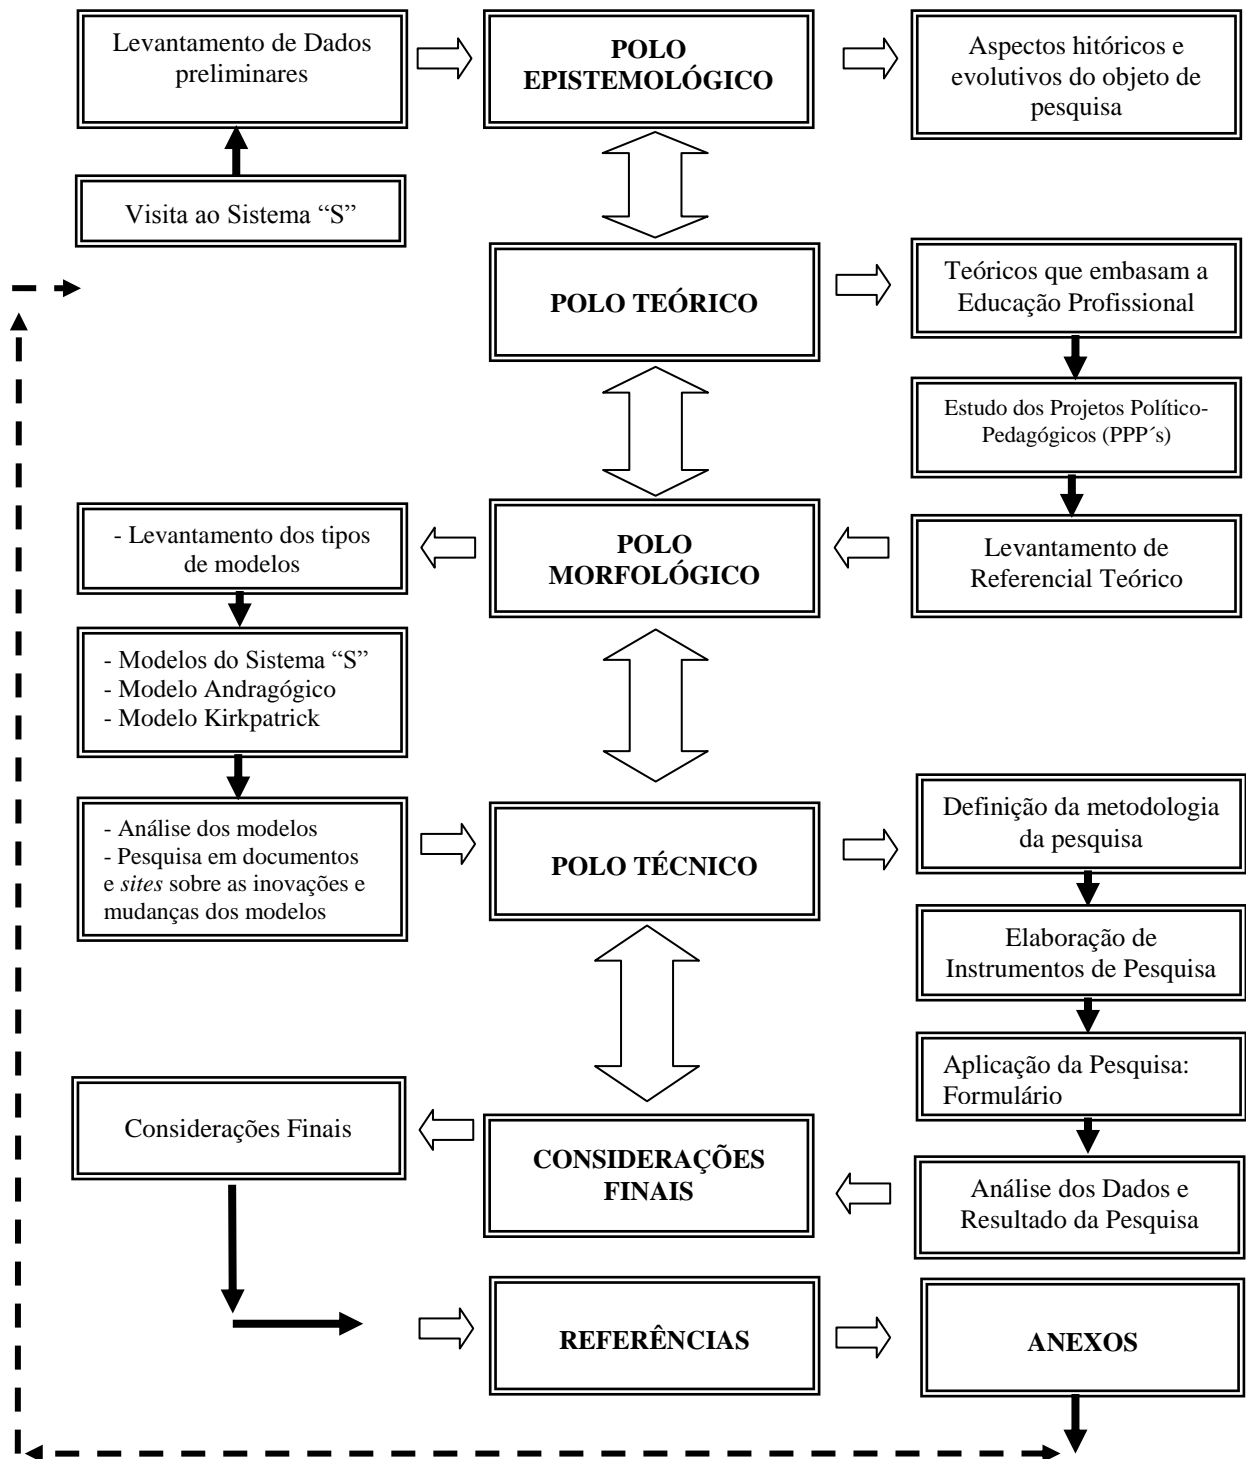 Levantamento de Dados
preliminares
POLO
EPISTEMOLÓGICO
Aspectos hitóricos e
evolutivos do objeto de
pesquisa
Visita ao Sistema “S”
POLO TEÓRICO
Teóricos que embasam a
Educação Profissional
Estudo dos Projetos Político-
Pedagógicos (PPP´s)
Levantamento de
Referencial Teórico
POLO
MORFOLÓGICO
- Levantamento dos tipos
de modelos
- Modelos do Sistema “S”
- Modelo Andragógico
- Modelo Kirkpatrick
- Análise dos modelos
- Pesquisa em documentos
e sites sobre as inovações e
mudanças dos modelos
POLO TÉCNICO
Definição da metodologia
da pesquisa
Elaboração de
Instrumentos de Pesquisa
Aplicação da Pesquisa:
Formulário
Análise dos Dados e
Resultado da Pesquisa
CONSIDERAÇÕES
FINAIS
Considerações Finais
REFERÊNCIAS
ANEXOS